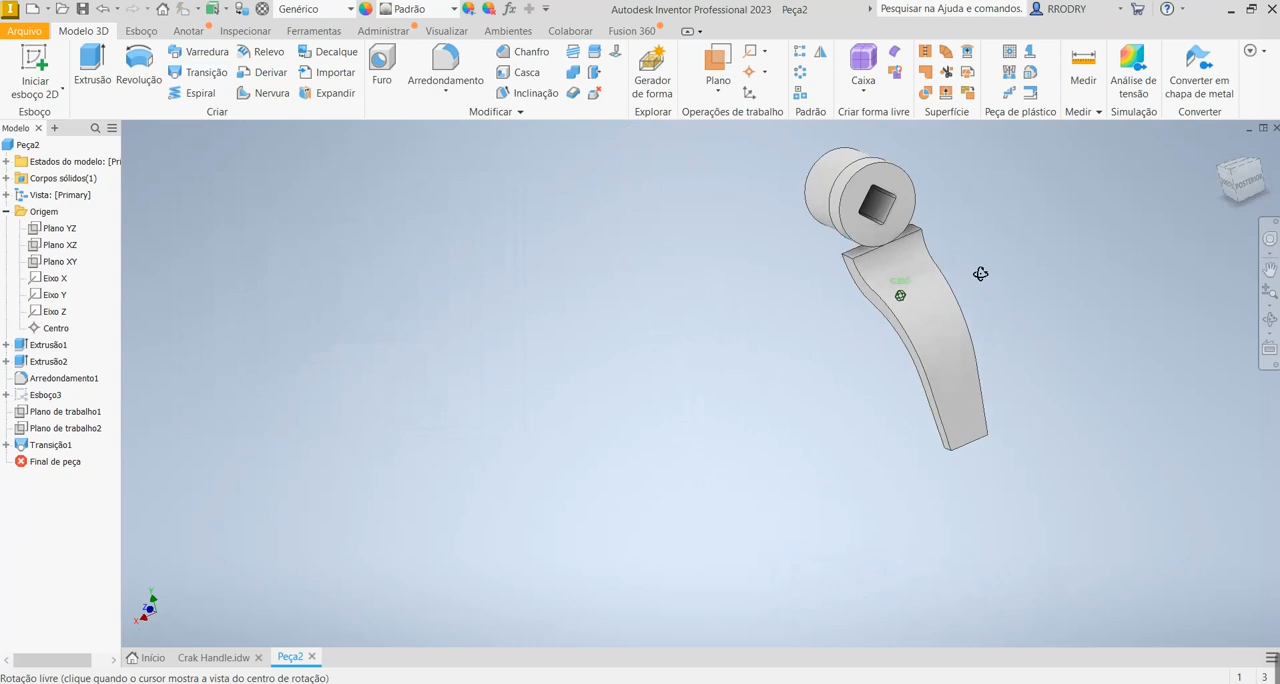 Genérico
Padrão
Autodesk Inventor Professional 2023 Peça2
Pesquisar na Ajuda e comandos.
RRODRY
Arquivo
Modelo 3D
Esboço
Anotar
Inspecionar
Ferramentas
Administrar
Visualizar
Ambientes
Colaborar
Fusion 360
Iniciar
esboço 2D
Extrusão
Revolução
Varredura
Relevo
Decalque
Transição
Derivar
Importar
Espiral
Nervura
Expandir
Furo
Arredondamento
Chanfro
Casca
Inclinação
Gerador
de forma
Plano
Caixa
Medir
Análise de
tensão
Converter em
chapa de metal
Esboço
Criar
Modificar
Explorar
Operações de trabalho
Padrão
Criar forma livre
Superfície
Peça de plástico
Medir
Simulação
Converter
Modelo
Peça2
Estados do modelo: [Pri
Corpos sólidos(1)
Vista: [Primary]
Origem
Plano YZ
Plano XZ
Plano XY
Eixo X
Eixo Y
Eixo Z
Centro
Extrusão1
Extrusão2
Arredondamento1
Esboço3
Plano de trabalho1
Plano de trabalho2
Transição1
Final de peça
POSTERIOR
Y
Z
X
Início
Crak Handle.idw
Peça2
Rotação livre (clique quando o cursor mostra a vista do centro de rotação)
1
3